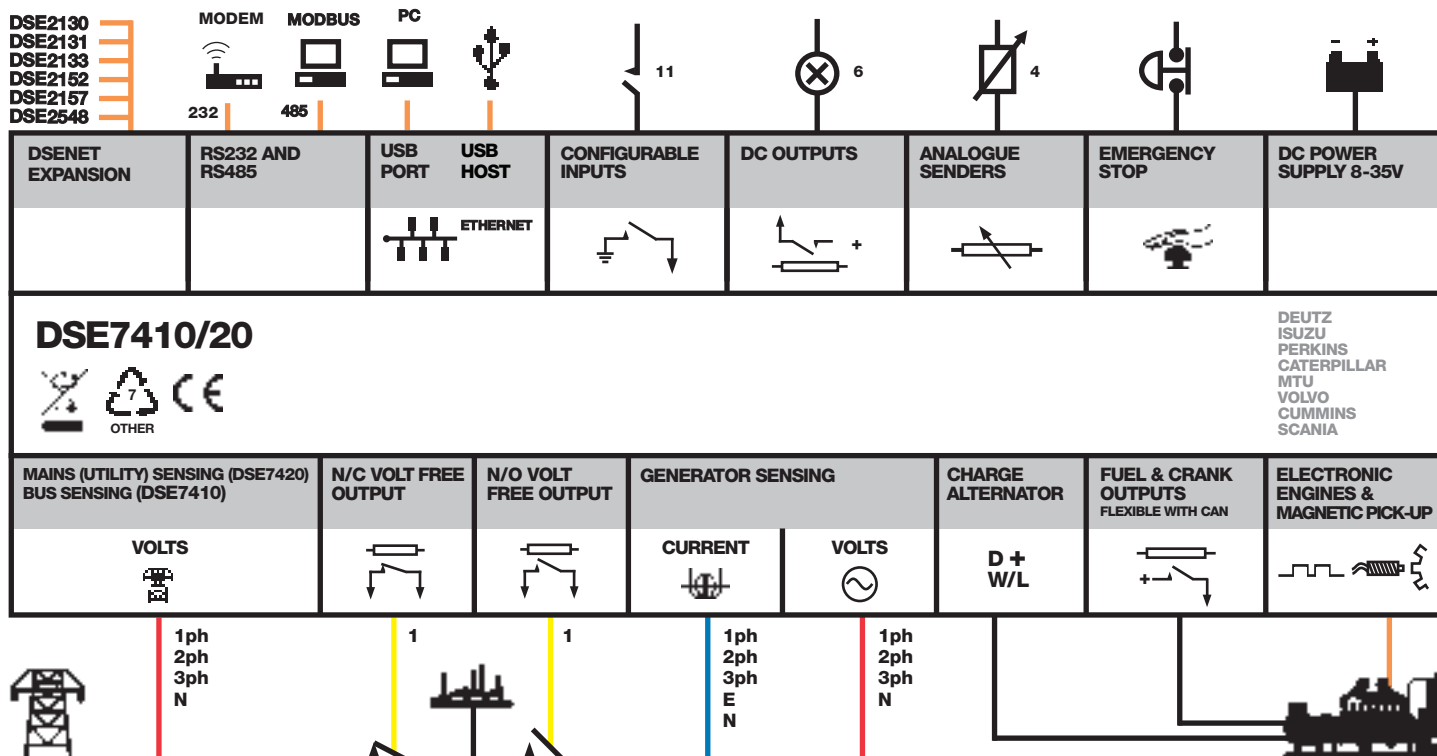 DSE2130
DSE2131
DSE2133
DSE2152
DSE2157
DSE2548
MODEM
MODBUS
PC
232
485
11
6
4
- +
DSENET
EXPANSION
RS232 AND
RS485
USB
PORT
USB
HOST
CONFIGURABLE
INPUTS
DC OUTPUTS
ANALOGUE
SENDERS
EMERGENCY
STOP
DC POWER
SUPPLY 8-35V
ETHERNET
+
DSE7410/20
7
OTHER
CE
DEUTZ
ISUZU
PERKINS
CATERPILLAR
MTU
VOLVO
CUMMINS
SCANIA
MAINS (UTILITY) SENSING (DSE7420)
BUS SENSING (DSE7410)
N/C VOLT FREE
OUTPUT
N/O VOLT
FREE OUTPUT
GENERATOR SENSING
CHARGE
ALTERNATOR
FUEL & CRANK
OUTPUTS
FLEXIBLE WITH CAN
ELECTRONIC
ENGINES &
MAGNETIC PICK-UP
VOLTS
CURRENT
VOLTS
D +
W/L
+
1ph
2ph
3ph
N
1
1
1ph
2ph
3ph
E
N
1ph
2ph
3ph
N